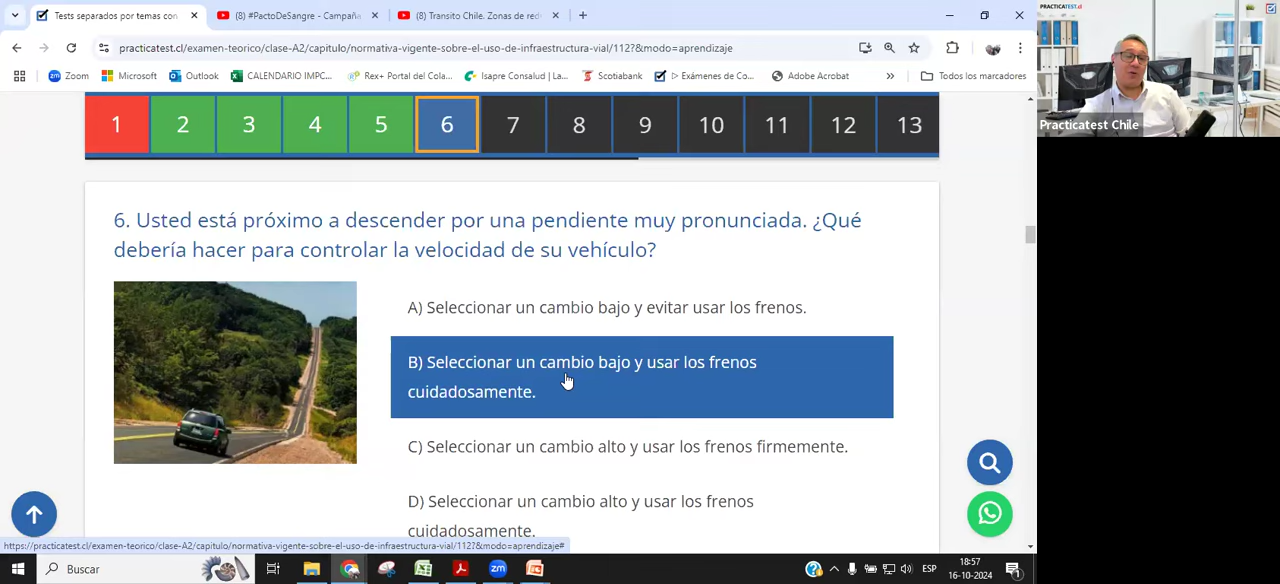 Tests separados por temas con
(8) #PactoDeSangre - Cantinfla
(8) Transito Chile. Zonas de red
practicatest.cl/examen-teorico/clase-A2/capitulo/normativa-vigente-sobre-el-uso-de-infraestructura-vial/112?&modo=aprendizaje
Zoom
Microsoft
Outlook
CALENDARIO IMPC...
Rex+ Portal del Col...
Isapre Consalud | La...
Scotiabank
▷ Exámenes de Co...
Adobe Acrobat
»
Todos los marcadores
PRACTICATEST.cl
Practicatest Chile
1 2 3 4 5 6 7 8 9 10 11 12 13
6. Usted está próximo a descender por una pendiente muy pronunciada. ¿Qué
debería hacer para controlar la velocidad de su vehículo?
A) Seleccionar un cambio bajo y evitar usar los frenos.
B) Seleccionar un cambio bajo y usar los frenos
cuidadosamente.
C) Seleccionar un cambio alto y usar los frenos firmemente.
D) Seleccionar un cambio alto y usar los frenos
cuidadosamente.
https://practicatest.cl/examen-teorico/clase-A2/capitulo/normativa-vigente-sobre-el-uso-de-infraestructura-vial/112?&modo=aprendizaje#
Buscar
ESP
18:57
16-10-2024